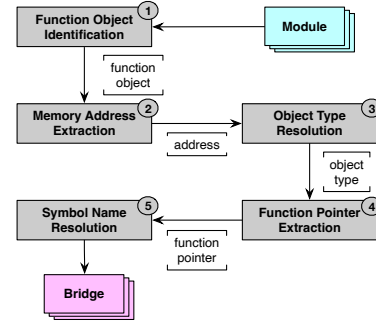 Function Object
Identification
1
Module
function
object
Memory Address
Extraction
2
address
Object Type
Resolution
3
object
type
Symbol Name
Resolution
5
function
pointer
Function Pointer
Extraction
4
Bridge